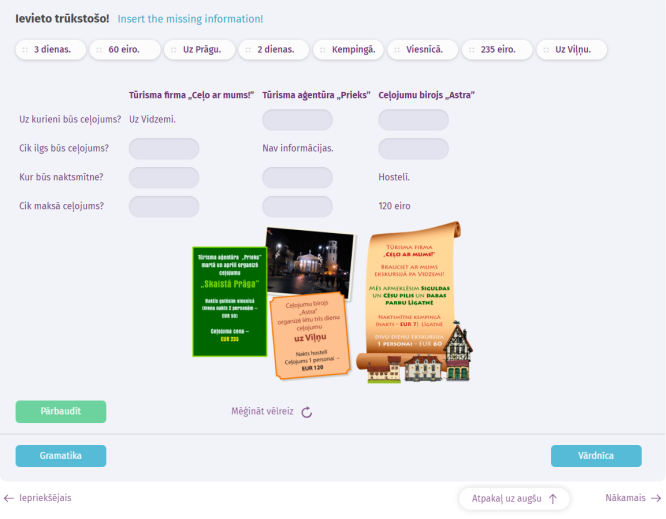 Ievieto trūkstošo! Insert the missing information!
3 dienas. 60 eiro. Uz Prāgu. 2 dienas. Kempingā. Viesnīcā. 235 eiro. Uz Viļņu.
Tūrisma firma „Ceļo ar mums!” Tūrisma aģentūra „Prieks” Ceļojumu birojs „Astra”
Uz kurieni būs ceļojums? Uz Vidzemi.
Cik ilgs būs ceļojums? Nav informācijas.
Kur būs naktsmītne? Hostelī.
Cik maksā ceļojums? 120 eiro
Tūrisma aģentūra „Prieks”
martā un aprīlī organizē
ceļojumu
„Skaistā Prāga”
Naktis galvenā viesnīcā
(viena nakts 2 personām –
EUR 60)
Ceļojuma cena –
EUR 235
Ceļojumu birojs
„Astra”
organizē lētu trīs dienu
ceļojumu
uz Viļņu
Nakts hostelī
Ceļojums 1 personai –
EUR 120
Tūrisma firma
„Ceļo ar mums!”
Brauciet ar mums
ekskursijā pa Vidzemi!
Mēs apmeklēsim Siguldas
un Cēsu pilis un dabas
parku Līgatne
Naktsmītne kempingā
(nakts - EUR 7) Līgatnē
Divu dienu ekskursija
1 personai - EUR 60
Pārbaudīt Mēģināt vēlreiz
Gramatika Vārdnīca
Iepriekšējais Atpakaļ uz augšu Nākamais